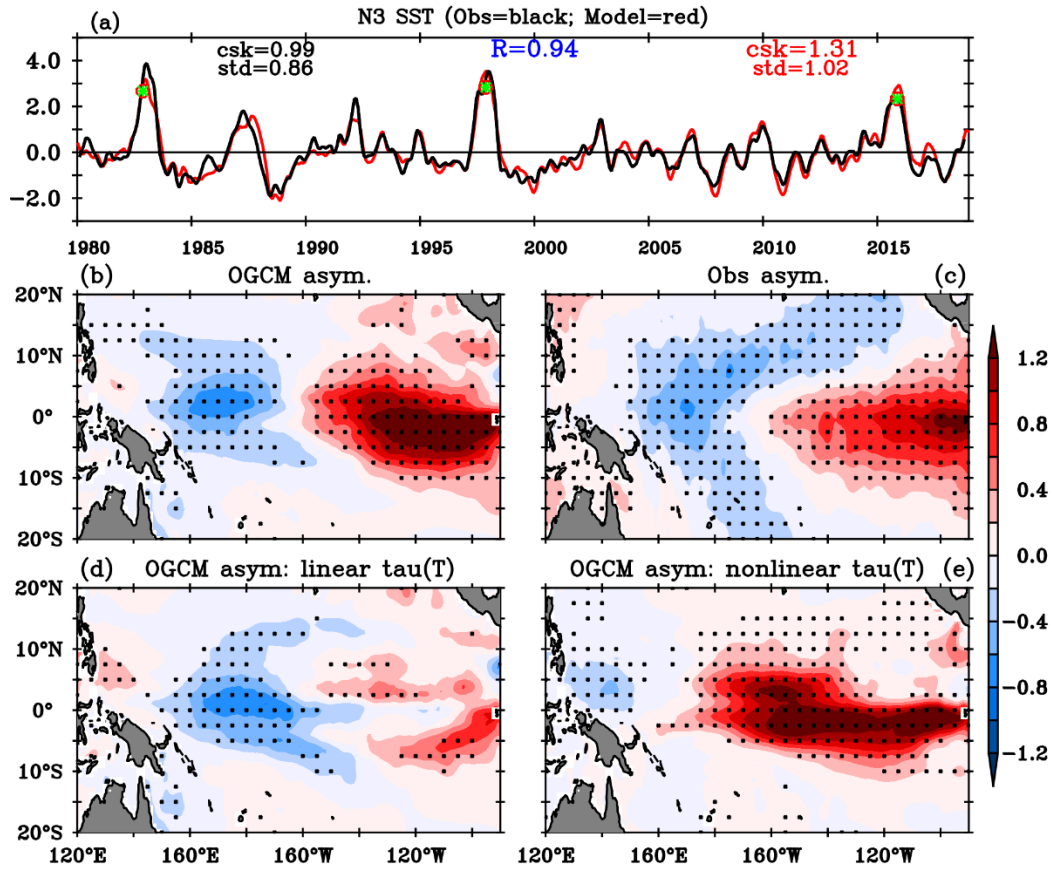 N3 SST (Obs=black; Model=red)
(a)
csk=0.99 R=0.94 csk=1.31
std=0.86 std=1.02
4.0
2.0
0.0
−2.0
1980 1985 1990 1995 2000 2005 2010 2015
(b) OGCM asym. Obs asym. (c)
20°N
10°N
0°
10°S
20°S
1.2
0.8
0.4
0.0
−0.4
−0.8
−1.2
(d) OGCM asym: linear tau(T) OGCM asym: nonlinear tau(T) (e)
20°N
10°N
0°
10°S
20°S
120°E 160°E 160°W 120°W 120°E 160°E 160°W 120°W